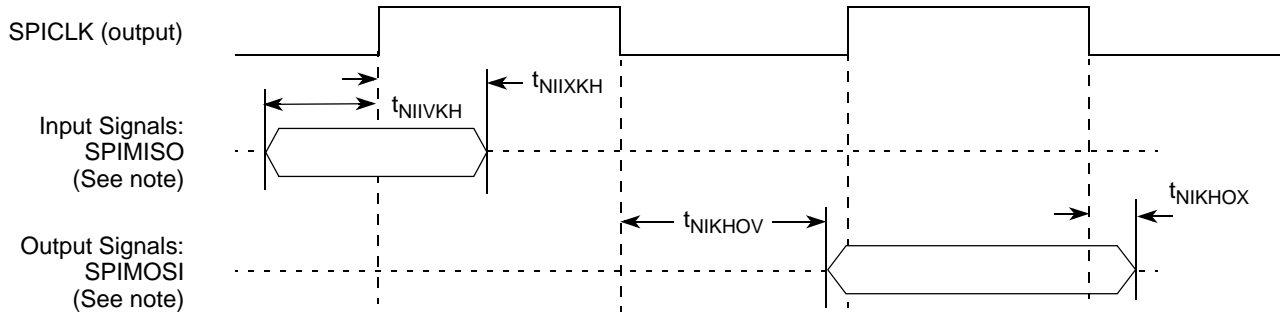 SPICLK (output)
tNIIXKH
tNIIVKH
Input Signals:
SPIMISO
(See note)
tNIKHOX
tNIKHOV
Output Signals:
SPIMOSI
(See note)